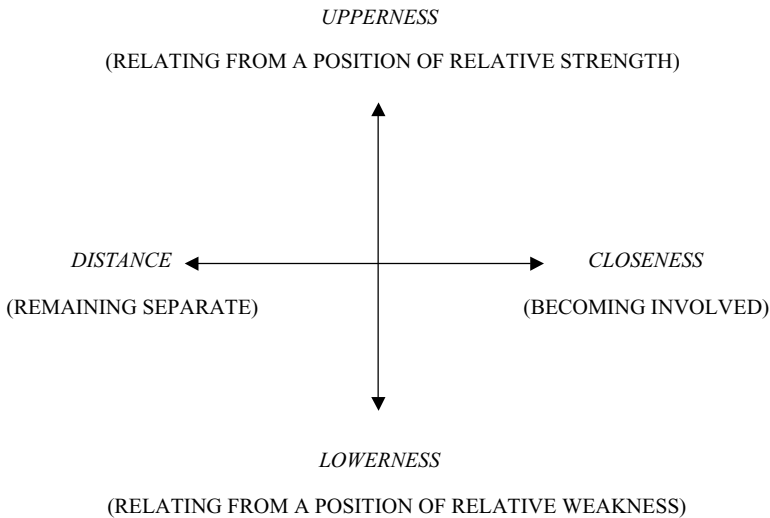 UPPERNESS
(RELATING FROM A POSITION OF RELATIVE STRENGTH)
DISTANCE
CLOSENESS
(REMAINING SEPARATE)
(BECOMING INVOLVED)
LOWERNESS
(RELATING FROM A POSITION OF RELATIVE WEAKNESS)